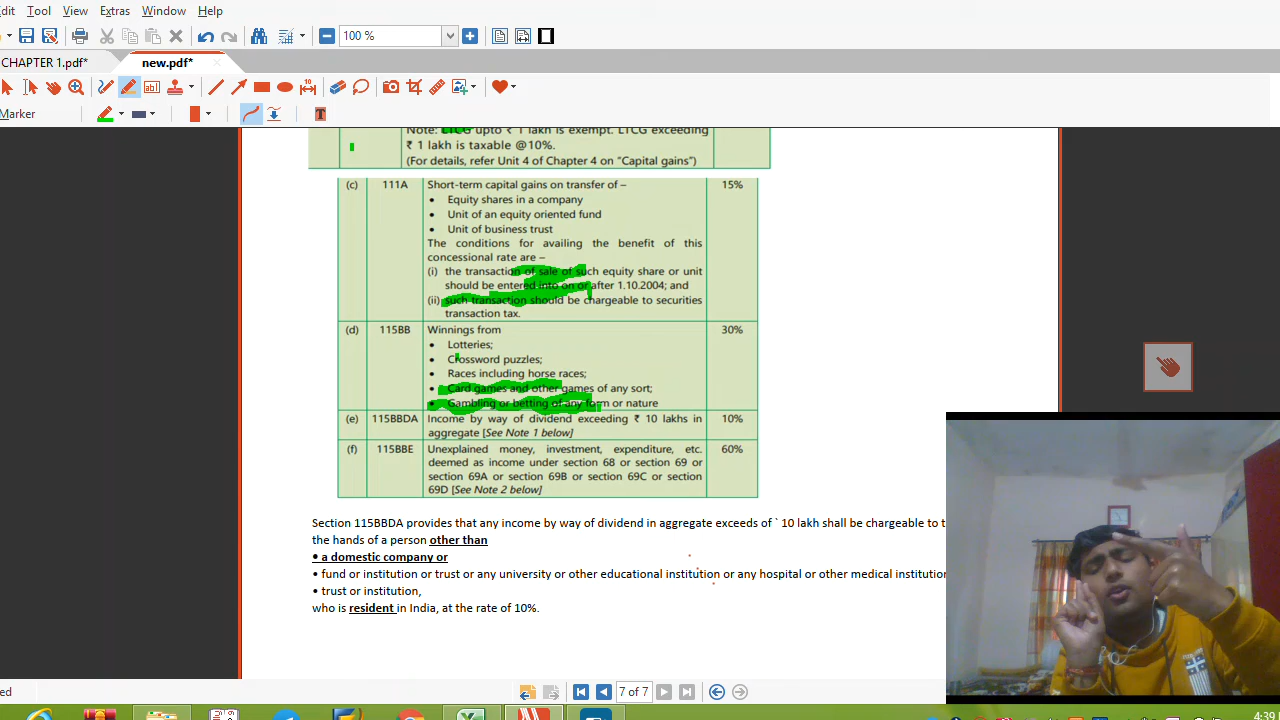 dit Tool View Extras Window Help
100 %
CHAPTER 1.pdf* new.pdf*
Marker
Note: LTCG upto ₹ 1 lakh is exempt. LTCG exceeding
₹ 1 lakh is taxable @10%.
(For details, refer Unit 4 of Chapter 4 on “Capital gains”)
(c) 111A Short-term capital gains on transfer of – 15%
• Equity shares in a company
• Unit of an equity oriented fund
• Unit of business trust
The conditions for availing the benefit of this
concessional rate are –
(i) the transaction of sale of such equity share or unit
should be entered into on or after 1.10.2004; and
(ii) such transaction should be chargeable to securities
transaction tax.
(d) 115BB Winnings from 30%
• Lotteries;
• Crossword puzzles;
• Races including horse races;
• Card games and other games of any sort;
• Gambling or betting of any form or nature
(e) 115BBDA Income by way of dividend exceeding ₹ 10 lakhs in 10%
aggregate [See Note 1 below]
(f) 115BBE Unexplained money, investment, expenditure, etc. 60%
deemed as income under section 68 or section 69 or
section 69A or section 69B or section 69C or section
69D [See Note 2 below]
Section 115BBDA provides that any income by way of dividend in aggregate exceeds of ` 10 lakh shall be chargeable to t
the hands of a person other than
• a domestic company or
• fund or institution or trust or any university or other educational institution or any hospital or other medical institution
• trust or institution,
who is resident in India, at the rate of 10%.
ed
7 of 7
4:39